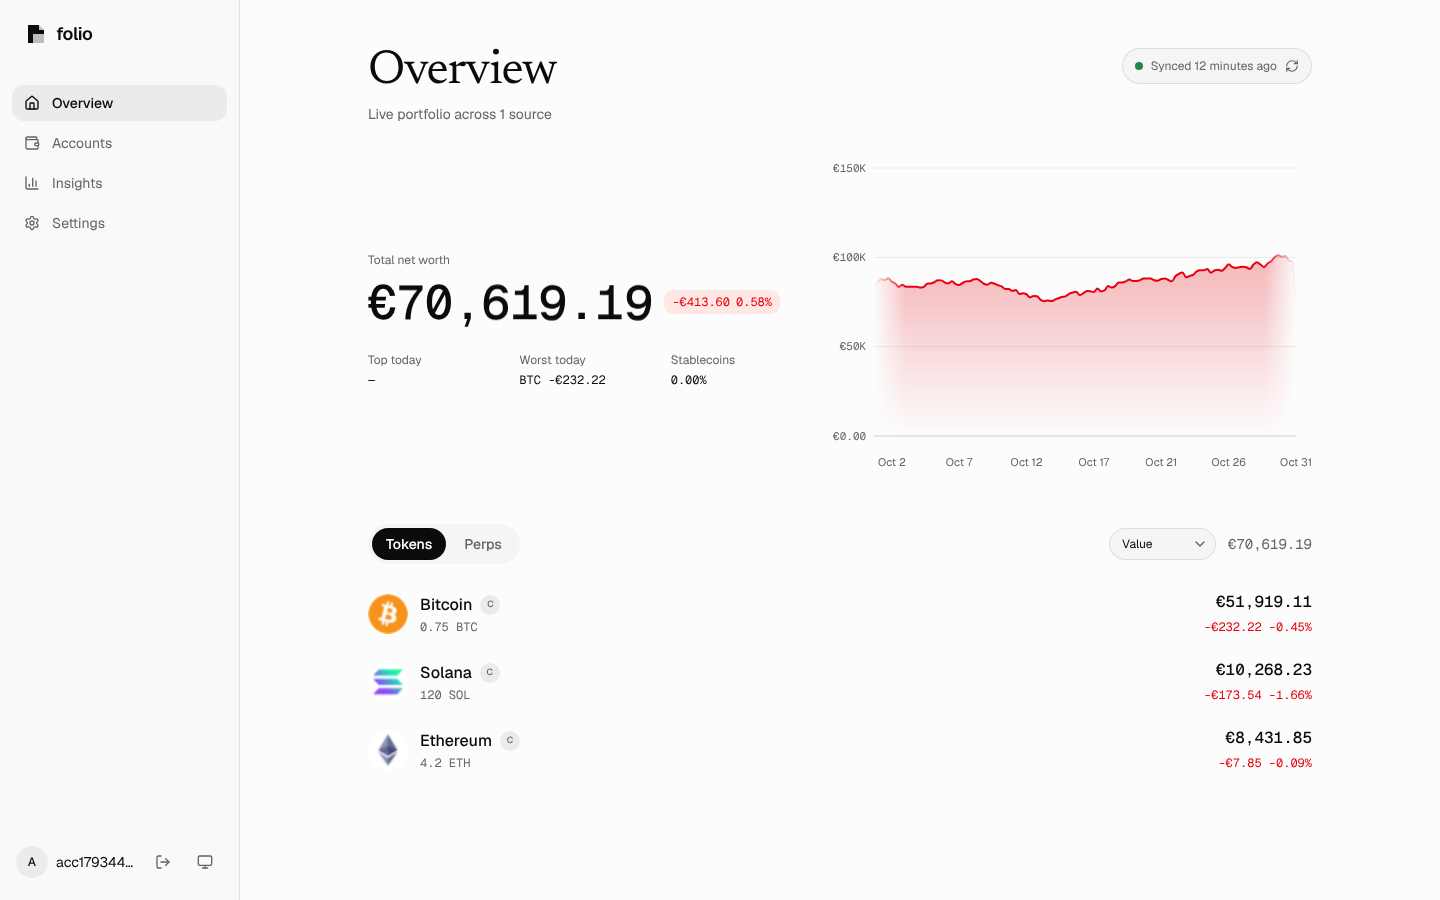 folio
Overview
Accounts
Insights
Settings
A
acc179344...
Overview
Synced 12 minutes ago
Live portfolio across 1 source
Total net worth
€70,619.19
-€413.60 0.58%
Top today
—
Worst today
BTC -€232.22
Stablecoins
0.00%
€150K
€100K
€50K
€0.00
Oct 2
Oct 7
Oct 12
Oct 17
Oct 21
Oct 26
Oct 31
Tokens
Perps
Value
€70,619.19
Bitcoin C
0.75 BTC
€51,919.11
-€232.22 -0.45%
Solana C
120 SOL
€10,268.23
-€173.54 -1.66%
Ethereum C
4.2 ETH
€8,431.85
-€7.85 -0.09%